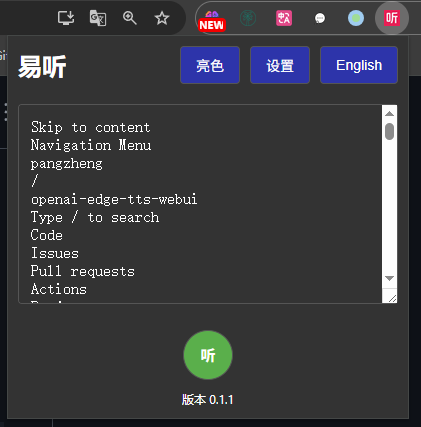 NEW
听
易听
亮色
设置
English
Skip to content
Navigation Menu
pangzheng
/
openai-edge-tts-webui
Type / to search
Code
Issues
Pull requests
Actions
听
版本 0.1.1